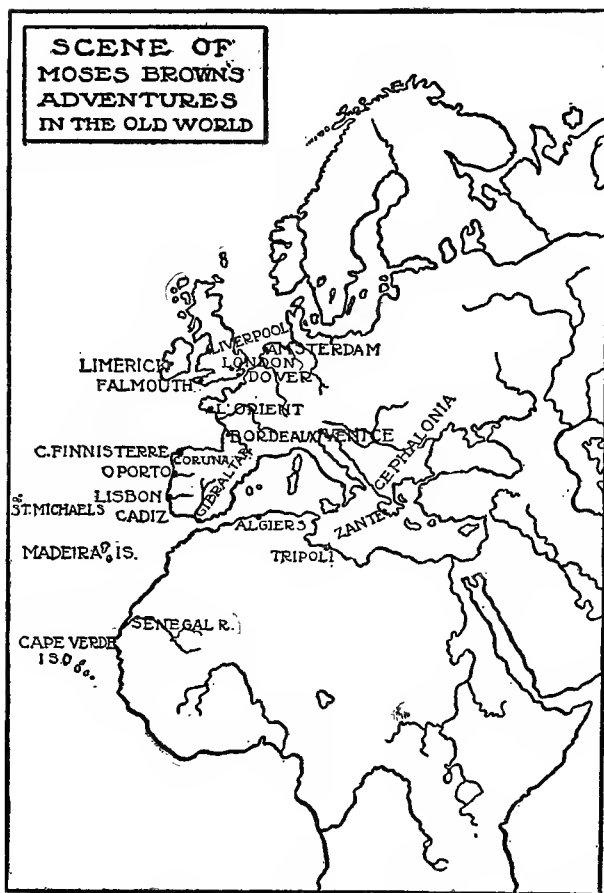 SCENE OF
MOSES BROWN'S
ADVENTURES
IN THE OLD WORLD
LIVERPOOL
LIMERICK
AMSTERDAM
LONDON
FALMOUTH
DOVER
L'ORIENT
BORDEAUX
VENICE
CEPHALONIA
C. FINNISTERRE
CORUNA
OPORTO
GIBRALTAR
LISBON
ST. MICHAELS
CADIZ
ALGIERS
ZANTE
TRIPOLI
MADEIRA IS.
SENEGAL R.
CAPE VERDE
IS.